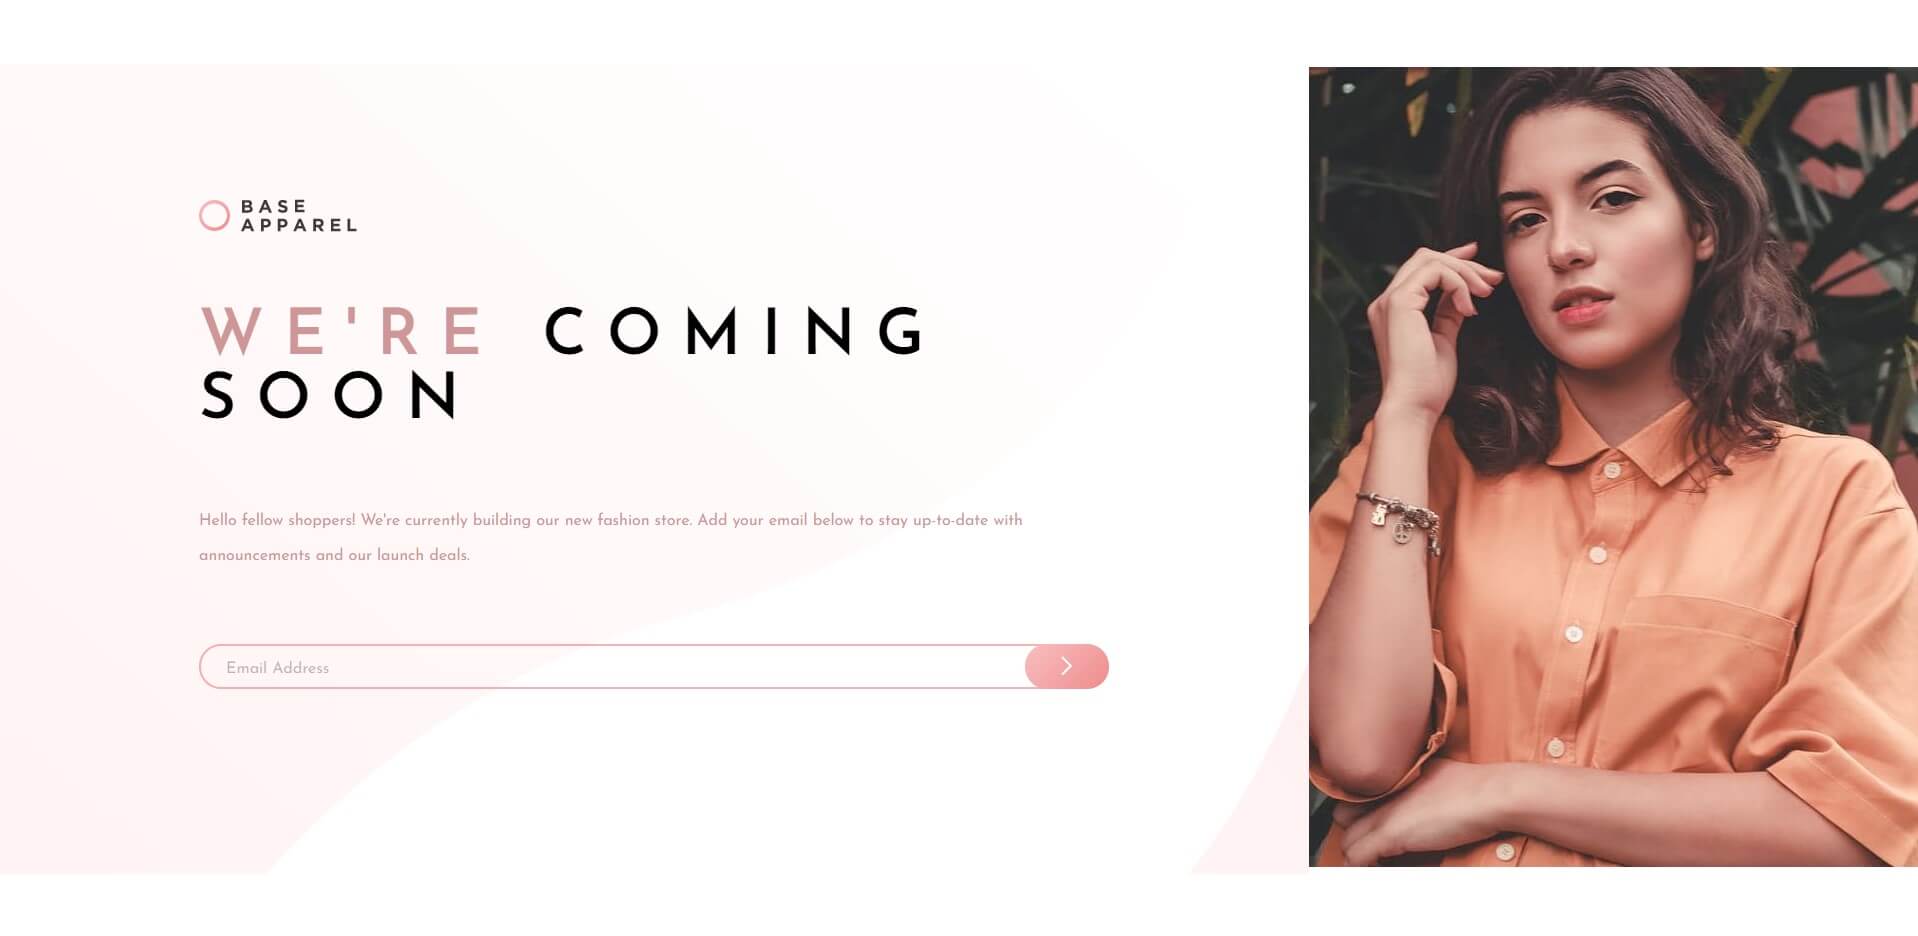 BASE
APPAREL
WE'RE COMING
SOON
Hello fellow shoppers! We're currently building our new fashion store. Add your email below to stay up-to-date with
announcements and our launch deals.
Email Address